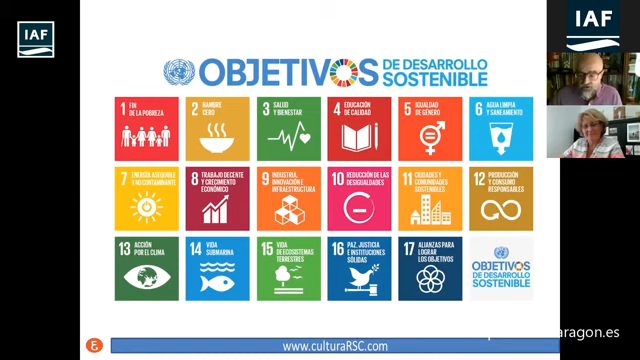 IAF
IAF
OBJETIVOS
DE DESARROLLO
SOSTENIBLE
1 FIN
DE LA POBREZA
2 HAMBRE
CERO
3 SALUD
Y BIENESTAR
4 EDUCACIÓN
DE CALIDAD
5 IGUALDAD
DE GÉNERO
6 AGUA LIMPIA
Y SANEAMIENTO
7 ENERGÍA ASEQUIBLE
Y NO CONTAMINANTE
8 TRABAJO DECENTE
Y CRECIMIENTO
ECONÓMICO
9 INDUSTRIA,
INNOVACIÓN E
INFRAESTRUCTURA
10 REDUCCIÓN DE LAS
DESIGUALDADES
11 CIUDADES Y
COMUNIDADES
SOSTENIBLES
12 PRODUCCIÓN
Y CONSUMO
RESPONSABLES
13 ACCIÓN
POR EL CLIMA
14 VIDA
SUBMARINA
15 VIDA
DE ECOSISTEMAS
TERRESTRES
16 PAZ, JUSTICIA
E INSTITUCIONES
SÓLIDAS
17 ALIANZAS PARA
LOGRAR
LOS OBJETIVOS
OBJETIVOS
DE DESARROLLO
SOSTENIBLE
www.culturaRSC.com
aragon.es